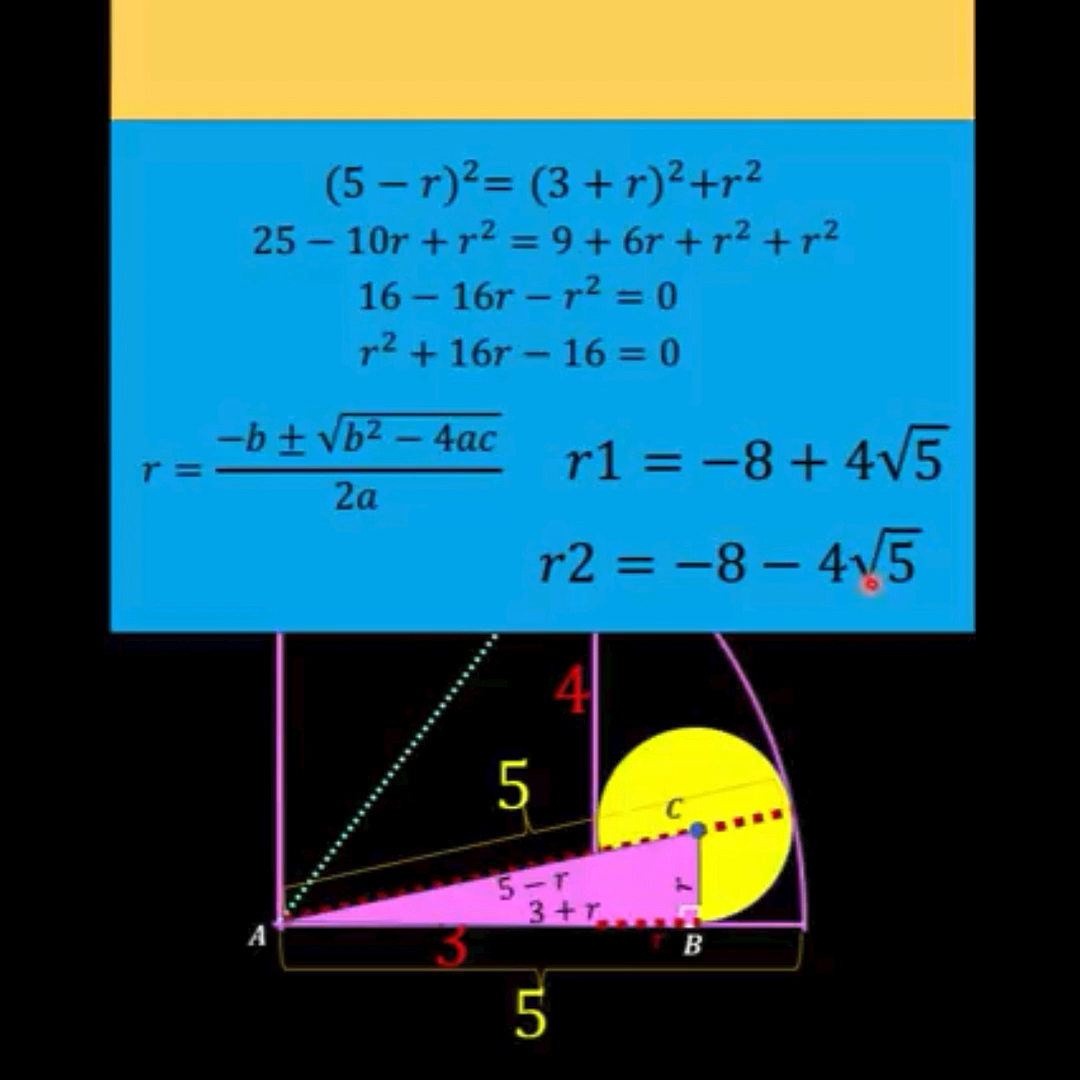 (5 − r)²= (3 + r)²+r²
25 − 10r + r² = 9 + 6r + r² + r²
16 − 16r − r² = 0
r² + 16r − 16 = 0
r = (−b ± √(b² − 4ac))/2a
r1 = −8 + 4√5
r2 = −8 − 4√5
4
5
C
5 − r
r
3 + r
A
3
r
B
5